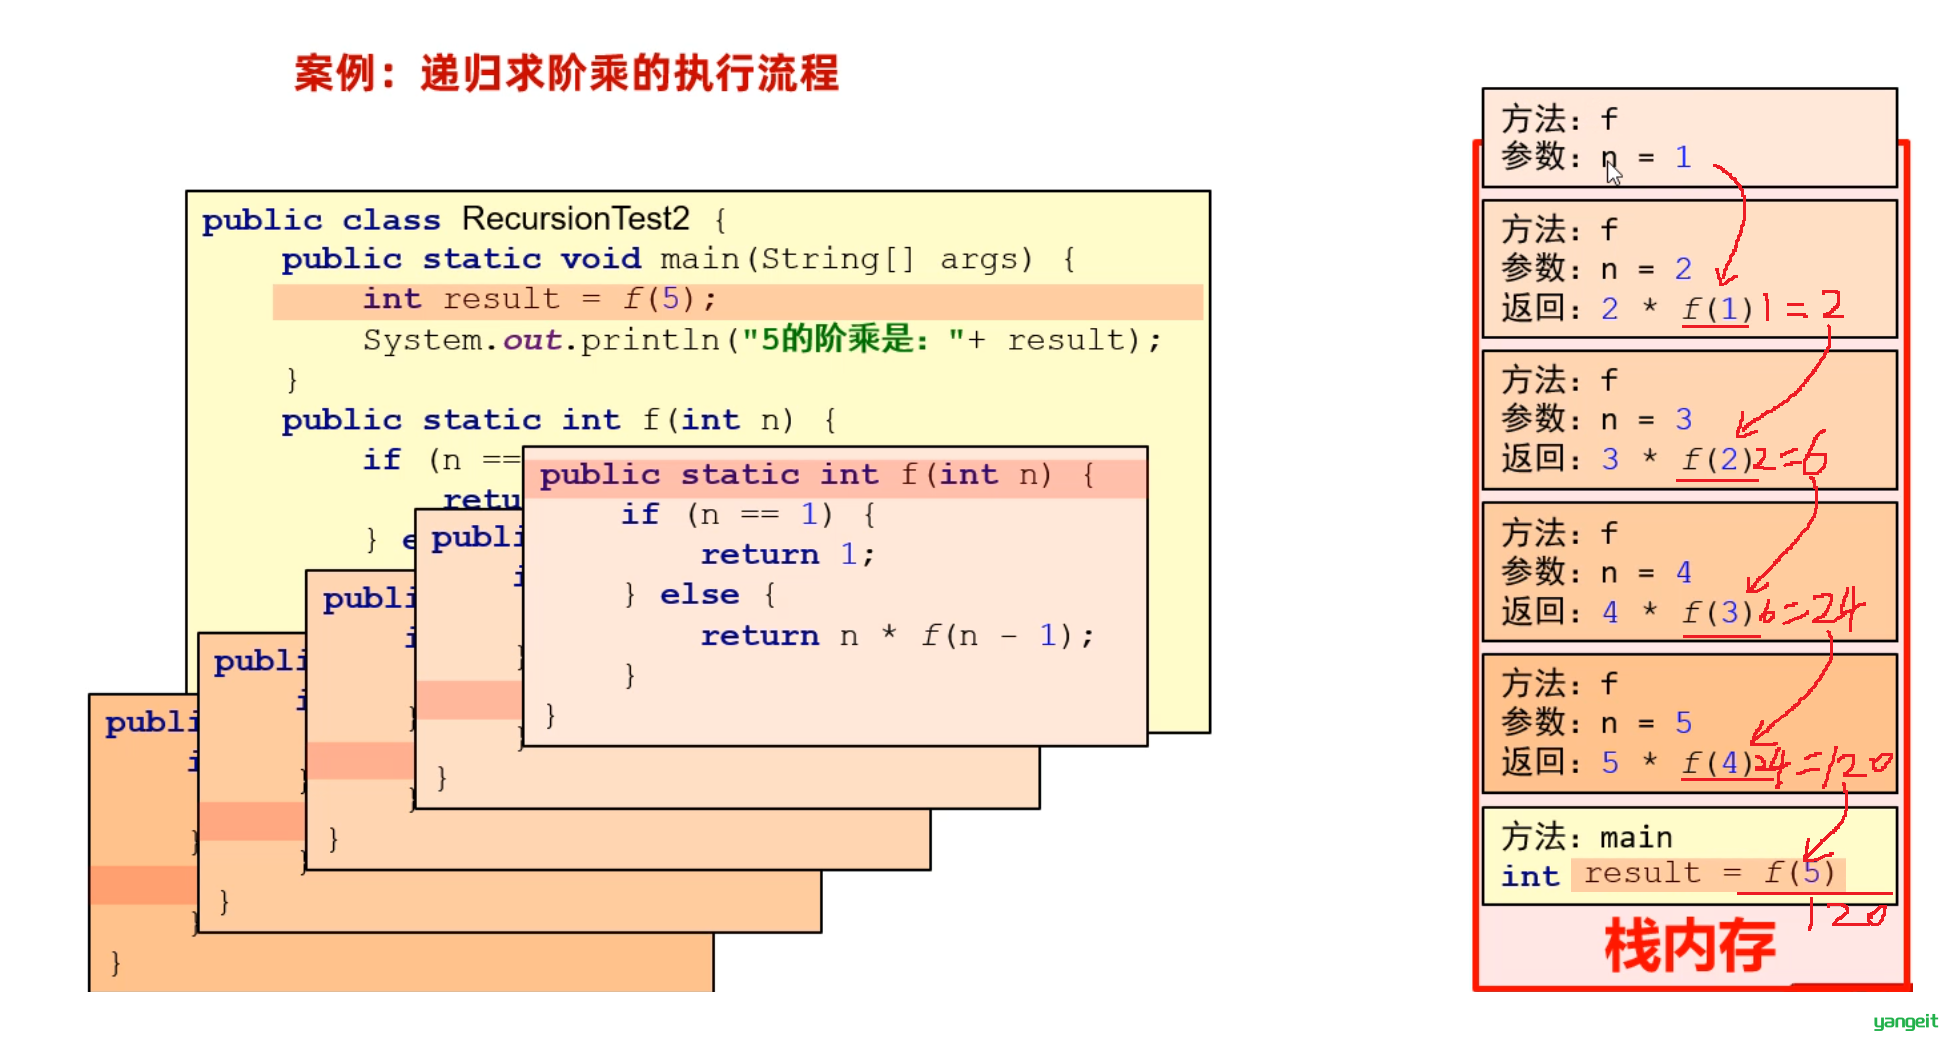 案例：递归求阶乘的执行流程
public class RecursionTest2 {
public static void main(String[] args) {
int result = f(5);
System.out.println("5的阶乘是："+ result);
}
public static int f(int n) {
if (n ==
retu
} e
public static int f(int n) {
if (n == 1) {
return 1;
} else {
return n * f(n - 1);
}
}
publi
i
}
}
}
publi
i
}
}
}
publi
i
}
}
}
publi
i
}
}
}
方法：f
参数：n = 1
方法：f
参数：n = 2
返回：2 * f(1) 1=2
方法：f
参数：n = 3
返回：3 * f(2) 2=6
方法：f
参数：n = 4
返回：4 * f(3) 6=24
方法：f
参数：n = 5
返回：5 * f(4) 24=120
方法：main
int result = f(5)
120
栈内存
yangeit